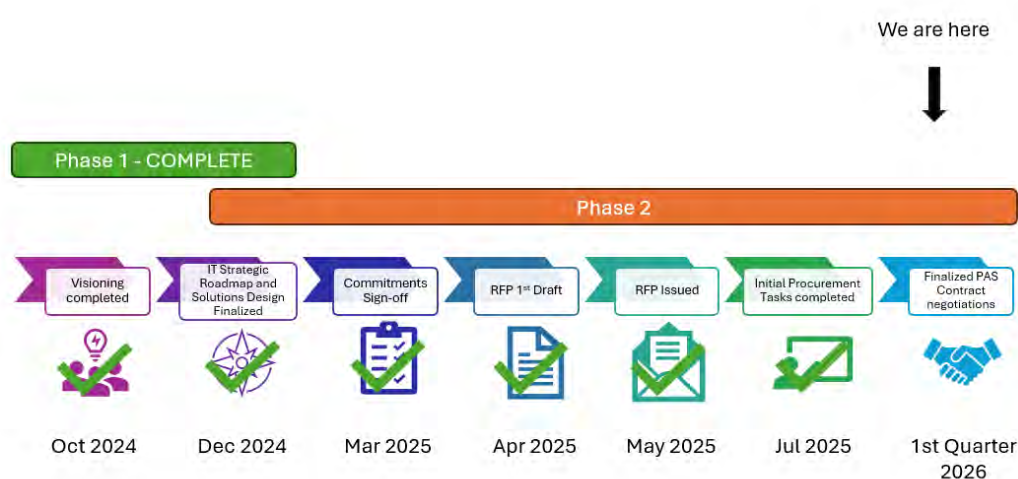 We are here
Phase 1 - COMPLETE
Phase 2
Visioning
completed
IT Strategic
Roadmap and
Solutions Design
Finalized
Commitments
Sign-off
RFP 1st Draft
RFP Issued
Initial Procurement
Tasks completed
Finalized PAS
Contract
negotiations
Oct 2024
Dec 2024
Mar 2025
Apr 2025
May 2025
Jul 2025
1st Quarter
2026